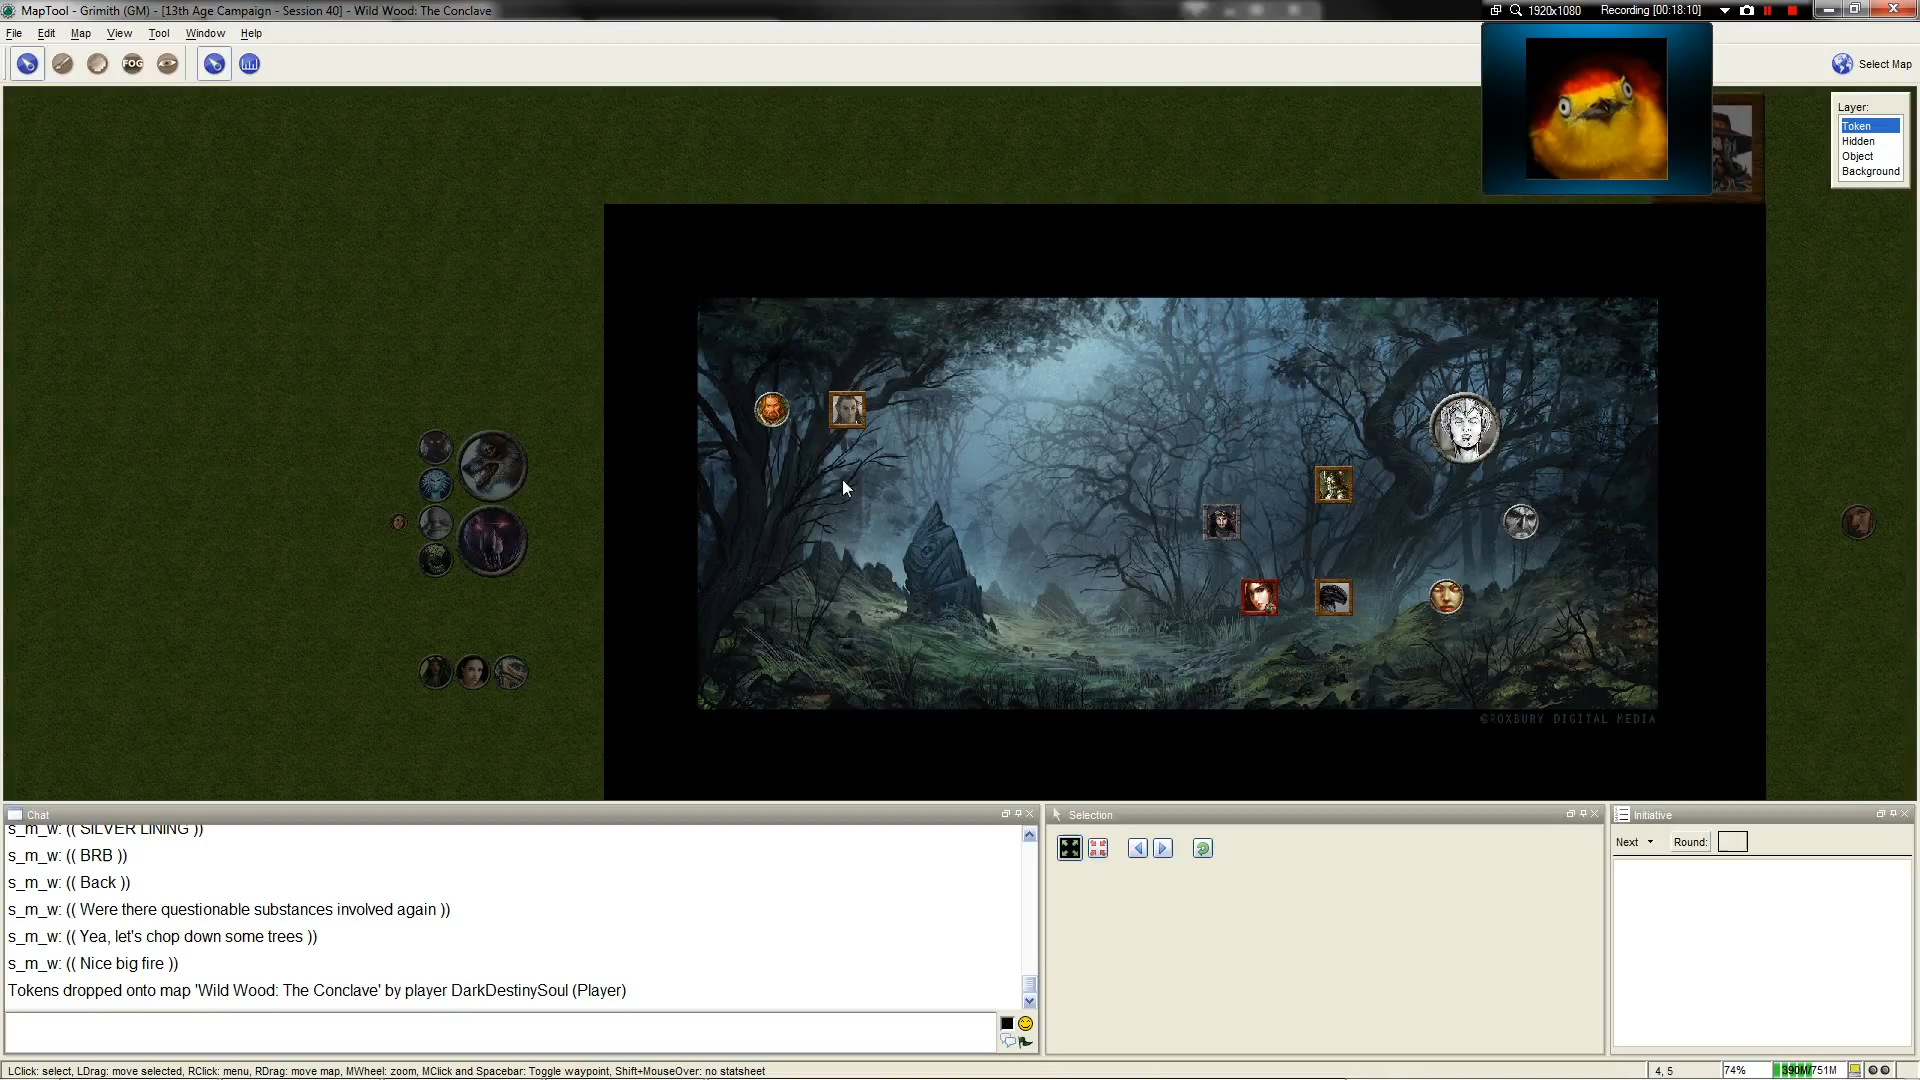 MapTool - Grimith (GM) - [13th Age Campaign - Session 40] - Wild Wood: The Conclave
1920x1080
Recording [00:18:10]
File Edit Map View Tool Window Help
FOG
Select Map
Layer:
Token
Hidden
Object
Background
©ROXBURY DIGITAL MEDIA
Chat
s_m_w: (( SILVER LINING ))
s_m_w: (( BRB ))
s_m_w: (( Back ))
s_m_w: (( Were there questionable substances involved again ))
s_m_w: (( Yea, let's chop down some trees ))
s_m_w: (( Nice big fire ))
Tokens dropped onto map 'Wild Wood: The Conclave' by player DarkDestinySoul (Player)
Selection
Initiative
Next
Round:
LClick: select, LDrag: move selected, RClick: menu, RDrag: move map, MWheel: zoom, MClick and Spacebar: Toggle waypoint, Shift+MouseOver: no statsheet
4, 5
74%
390M/751M